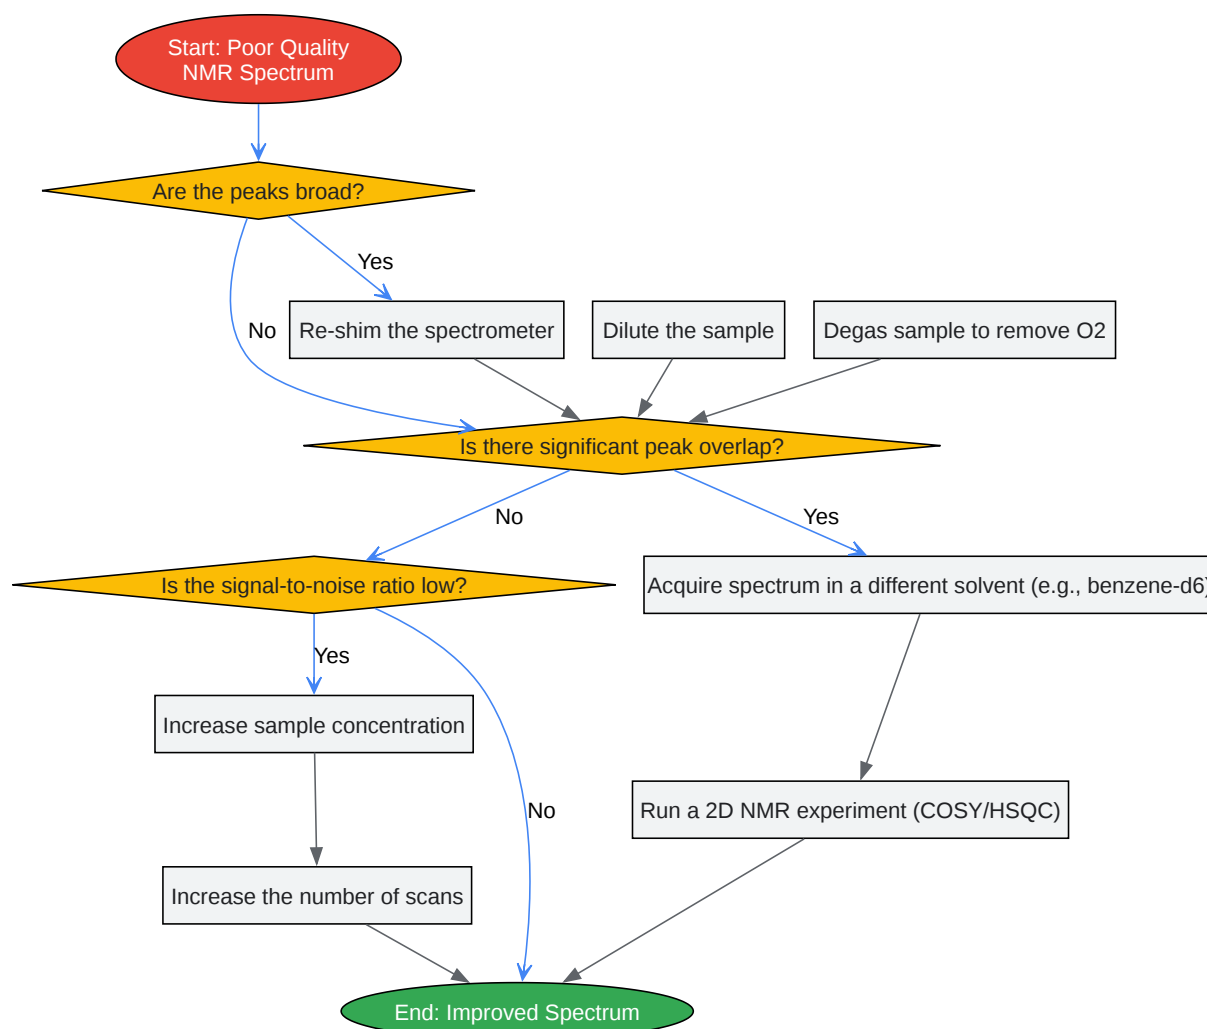 Start: Poor Quality
NMR Spectrum
Are the peaks broad?
Yes
No
Re-shim the spectrometer
Dilute the sample
Degas sample to remove O2
Is there significant peak overlap?
No
Yes
Is the signal-to-noise ratio low?
Acquire spectrum in a different solvent (e.g., benzene-d6)
Yes
Increase sample concentration
No
Run a 2D NMR experiment (COSY/HSQC)
Increase the number of scans
End: Improved Spectrum